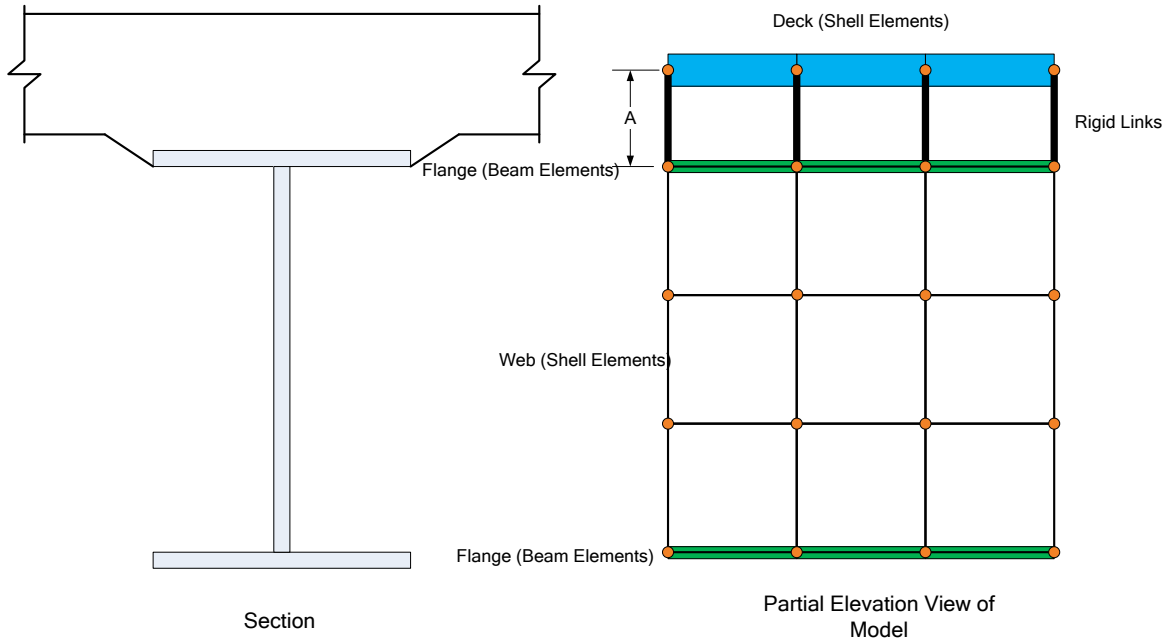 Deck (Shell Elements)
A
Rigid Links
Flange (Beam Elements)
Web (Shell Elements)
Flange (Beam Elements)
Section
Partial Elevation View of
Model